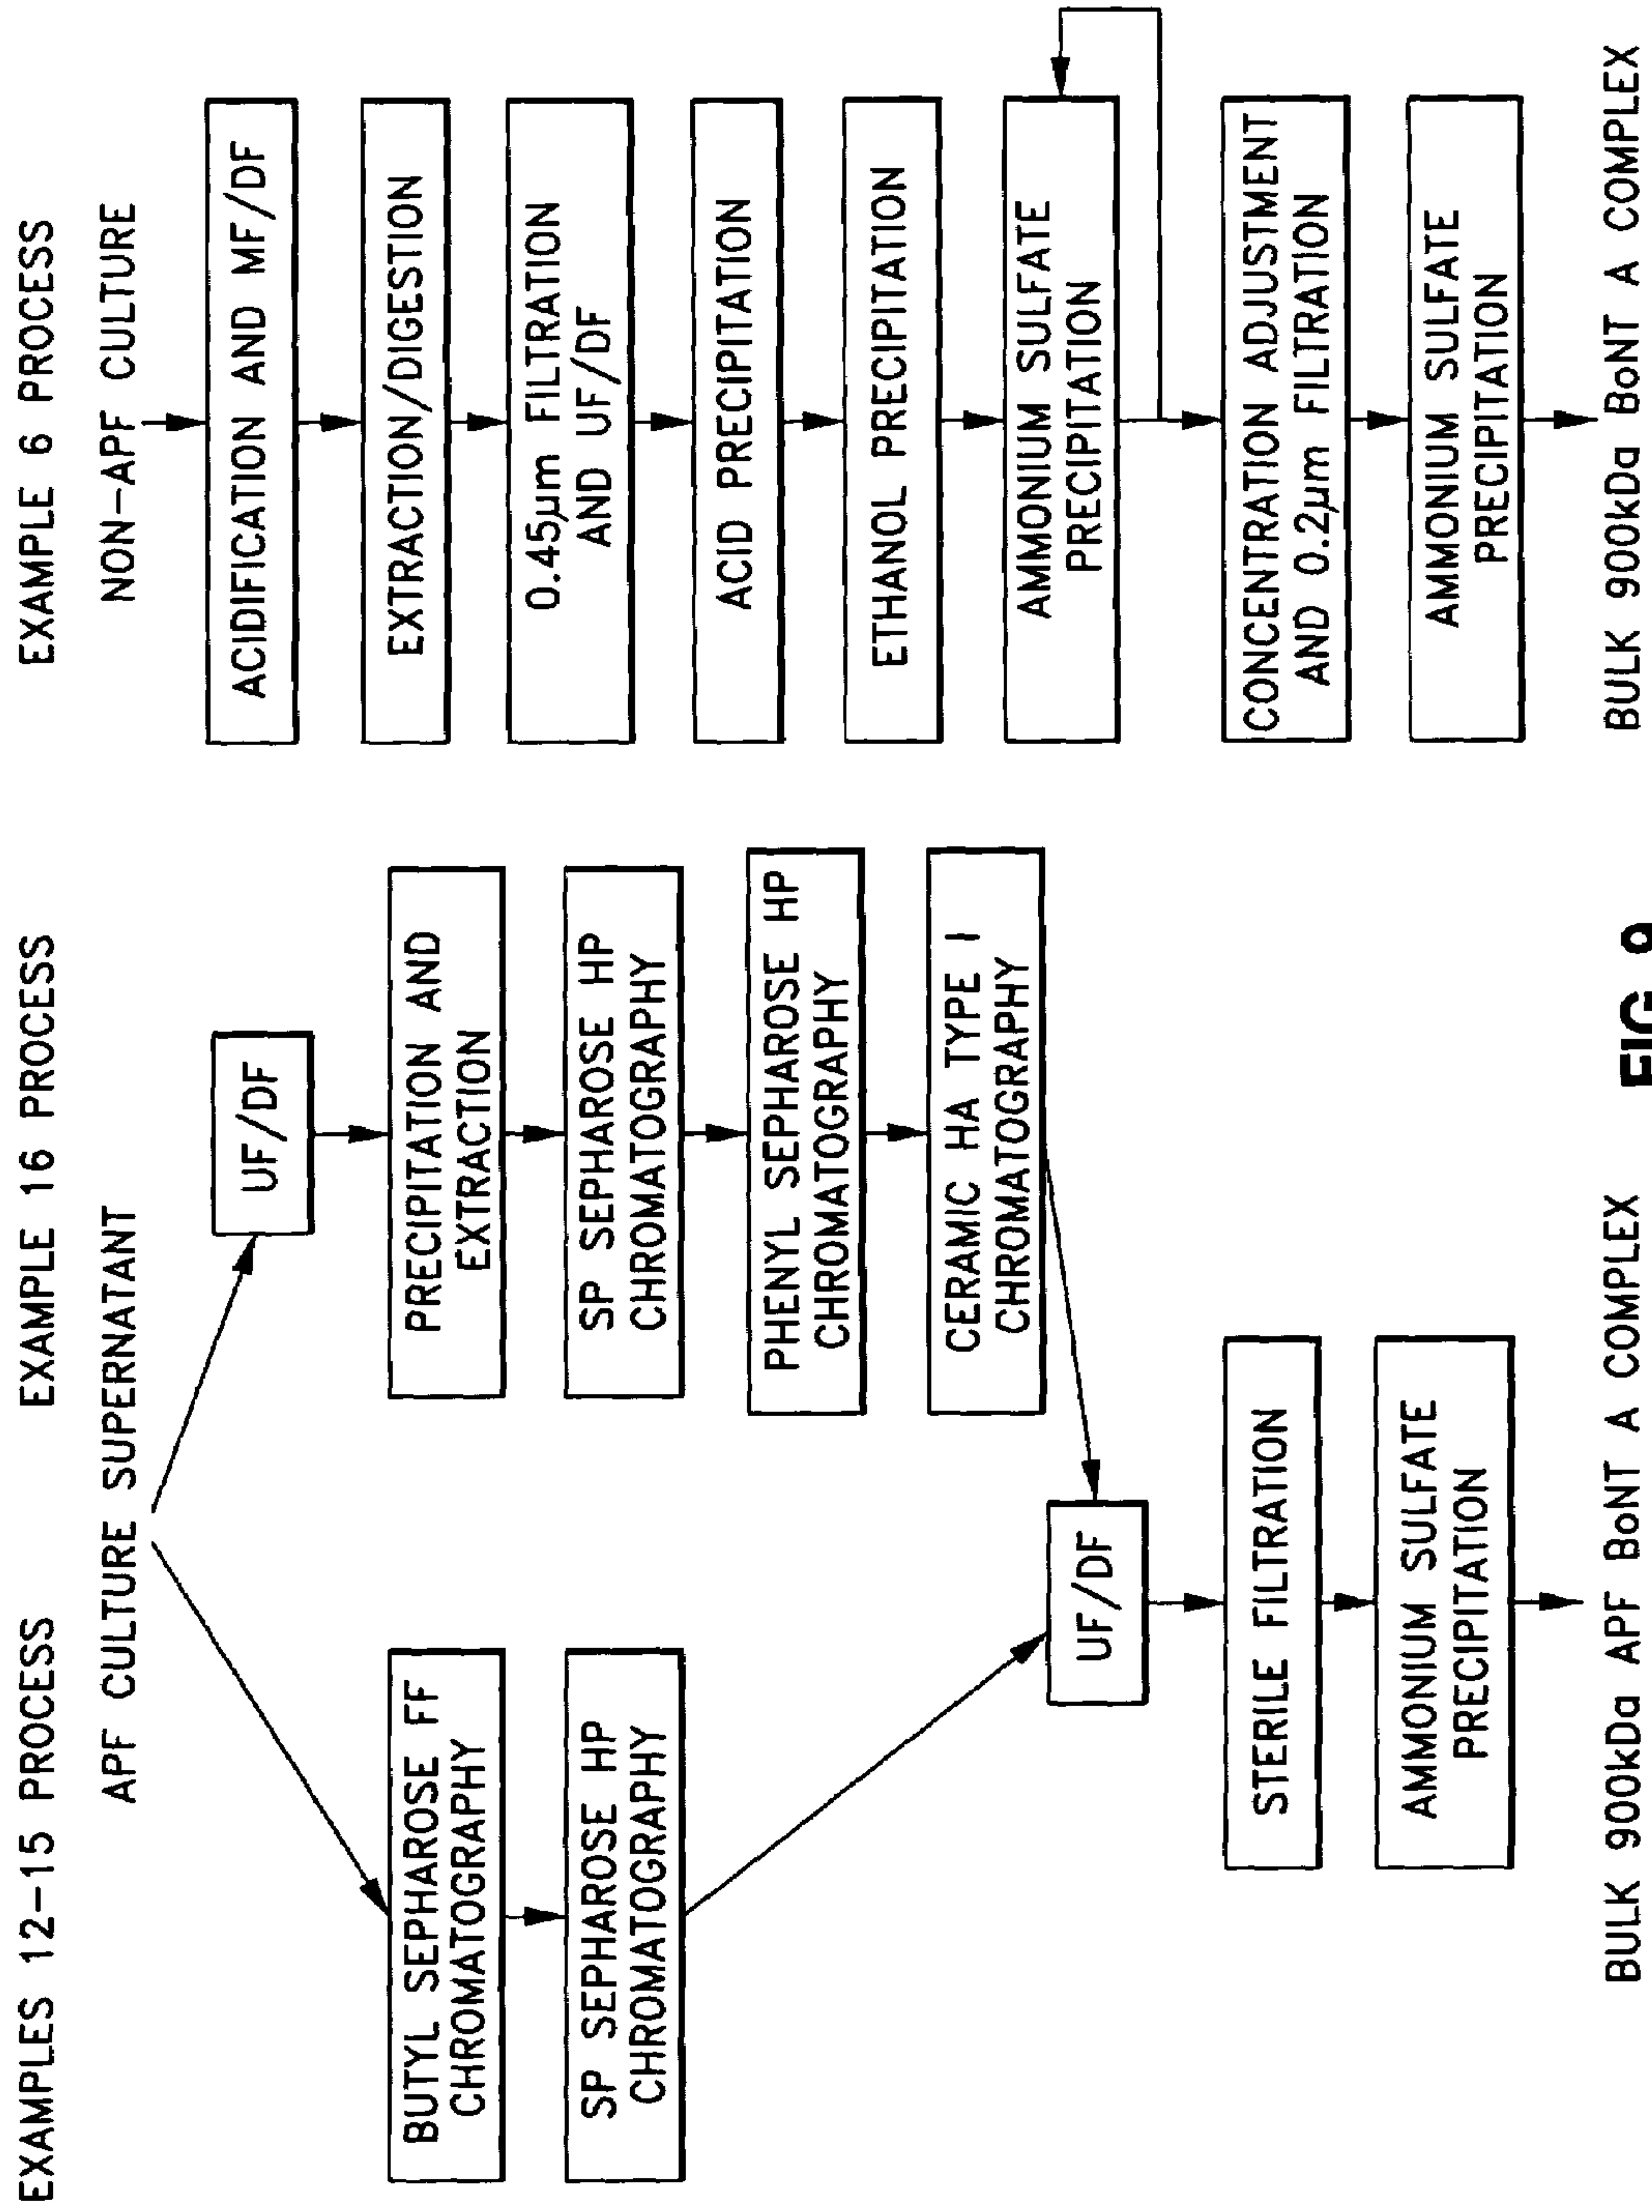 EXAMPLES 12-15 PROCESS
EXAMPLE 16 PROCESS
EXAMPLE 6 PROCESS
APF CULTURE SUPERNATANT
BUTYL SEPHAROSE FF
CHROMATOGRAPHY
SP SEPHAROSE HP
CHROMATOGRAPHY
UF/DF
PRECIPITATION AND
EXTRACTION
SP SEPHAROSE HP
CHROMATOGRAPHY
PHENYL SEPHAROSE HP
CHROMATOGRAPHY
CERAMIC HA TYPE I
CHROMATOGRAPHY
UF/DF
STERILE FILTRATION
AMMONIUM SULFATE
PRECIPITATION
BULK 900kDa APF BoNT A COMPLEX
NON-APF CULTURE
ACIDIFICATION AND MF/DF
EXTRACTION/DIGESTION
0.45µm FILTRATION
AND UF/DF
ACID PRECIPITATION
ETHANOL PRECIPITATION
AMMONIUM SULFATE
PRECIPITATION
CONCENTRATION ADJUSTMENT
AND 0.2µm FILTRATION
AMMONIUM SULFATE
PRECIPITATION
BULK 900kDa BoNT A COMPLEX
FIG.9